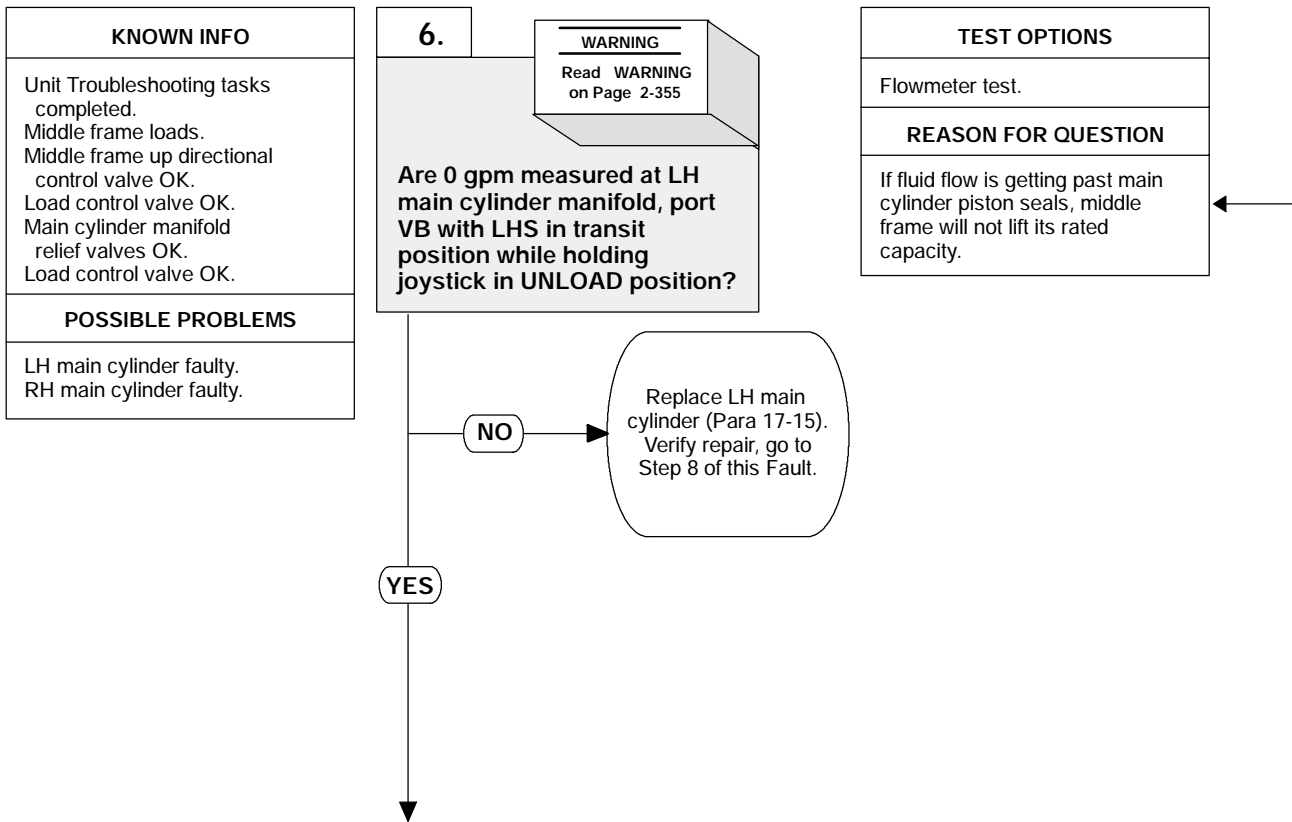 KNOWN INFO
Unit Troubleshooting tasks
completed.
Middle frame loads.
Middle frame up directional
control valve OK.
Load control valve OK.
Main cylinder manifold
relief valves OK.
Load control valve OK.
POSSIBLE PROBLEMS
LH main cylinder faulty.
RH main cylinder faulty.
6.
WARNING
Read WARNING
on Page 2-355
Are 0 gpm measured at LH
main cylinder manifold, port
VB with LHS in transit
position while holding
joystick in UNLOAD position?
TEST OPTIONS
Flowmeter test.
REASON FOR QUESTION
If fluid flow is getting past main
cylinder piston seals, middle
frame will not lift its rated
capacity.
NO
Replace LH main
cylinder (Para 17-15).
Verify repair, go to
Step 8 of this Fault.
YES